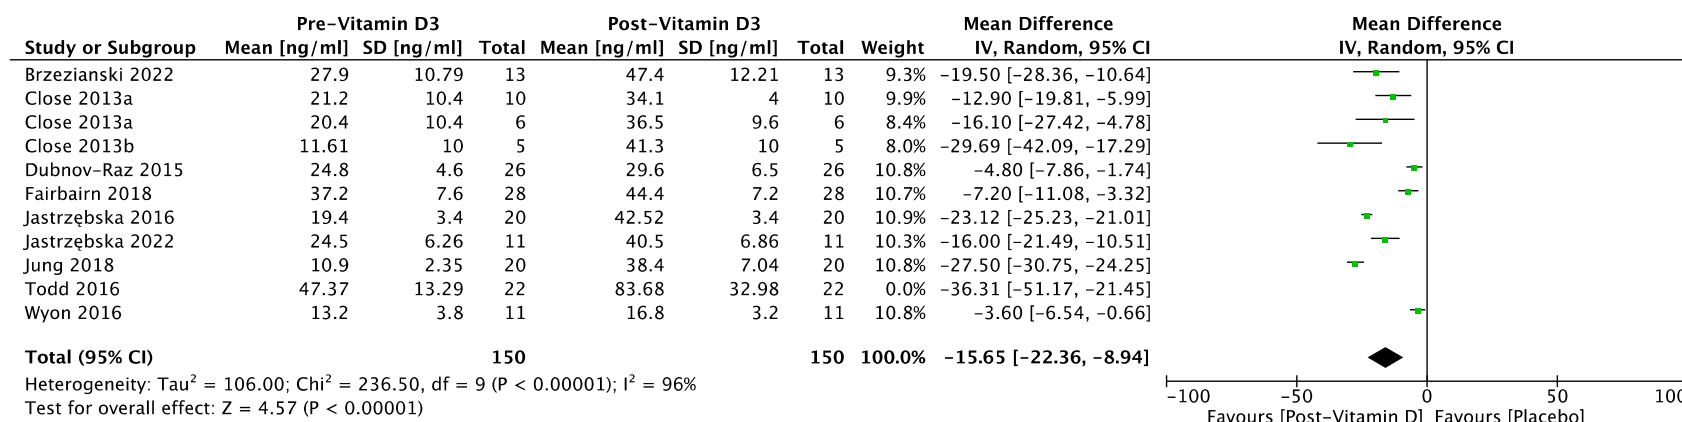 Pre-Vitamin D3 Post-Vitamin D3 Mean Difference Mean Difference
Study or Subgroup Mean [ng/ml] SD [ng/ml] Total Mean [ng/ml] SD [ng/ml] Total Weight IV, Random, 95% CI IV, Random, 95% CI
Brzezianski 2022 27.9 10.79 13 47.4 12.21 13 9.3% -19.50 [-28.36, -10.64]
Close 2013a 21.2 10.4 10 34.1 4 10 9.9% -12.90 [-19.81, -5.99]
Close 2013a 20.4 10.4 6 36.5 9.6 6 8.4% -16.10 [-27.42, -4.78]
Close 2013b 11.61 10 5 41.3 10 5 8.0% -29.69 [-42.09, -17.29]
Dubnov-Raz 2015 24.8 4.6 26 29.6 6.5 26 10.8% -4.80 [-7.86, -1.74]
Fairbairn 2018 37.2 7.6 28 44.4 7.2 28 10.7% -7.20 [-11.08, -3.32]
Jastrzębska 2016 19.4 3.4 20 42.52 3.4 20 10.9% -23.12 [-25.23, -21.01]
Jastrzębska 2022 24.5 6.26 11 40.5 6.86 11 10.3% -16.00 [-21.49, -10.51]
Jung 2018 10.9 2.35 20 38.4 7.04 20 10.8% -27.50 [-30.75, -24.25]
Todd 2016 47.37 13.29 22 83.68 32.98 22 0.0% -36.31 [-51.17, -21.45]
Wyon 2016 13.2 3.8 11 16.8 3.2 11 10.8% -3.60 [-6.54, -0.66]
Total (95% CI) 150 150 100.0% -15.65 [-22.36, -8.94]
Heterogeneity: Tau² = 106.00; Chi² = 236.50, df = 9 (P < 0.00001); I² = 96%
Test for overall effect: Z = 4.57 (P < 0.00001)
-100 -50 0 50 100
Favours [Post-Vitamin D] Favours [Placebo]